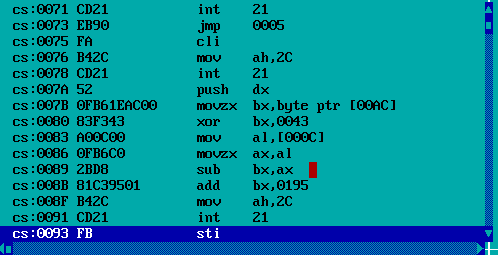 cs:0071 CD21 int 21
cs:0073 EB90 jmp 0005
cs:0075 FA cli
cs:0076 B42C mov ah,2C
cs:0078 CD21 int 21
cs:007A 52 push dx
cs:007B 0FB61EAC00 movzx bx,byte ptr [00AC]
cs:0080 83F343 xor bx,0043
cs:0083 A00C00 mov al,[000C]
cs:0086 0FB6C0 movzx ax,al
cs:0089 2BD8 sub bx,ax
cs:008B 81C39501 add bx,0195
cs:008F B42C mov ah,2C
cs:0091 CD21 int 21
cs:0093 FB sti